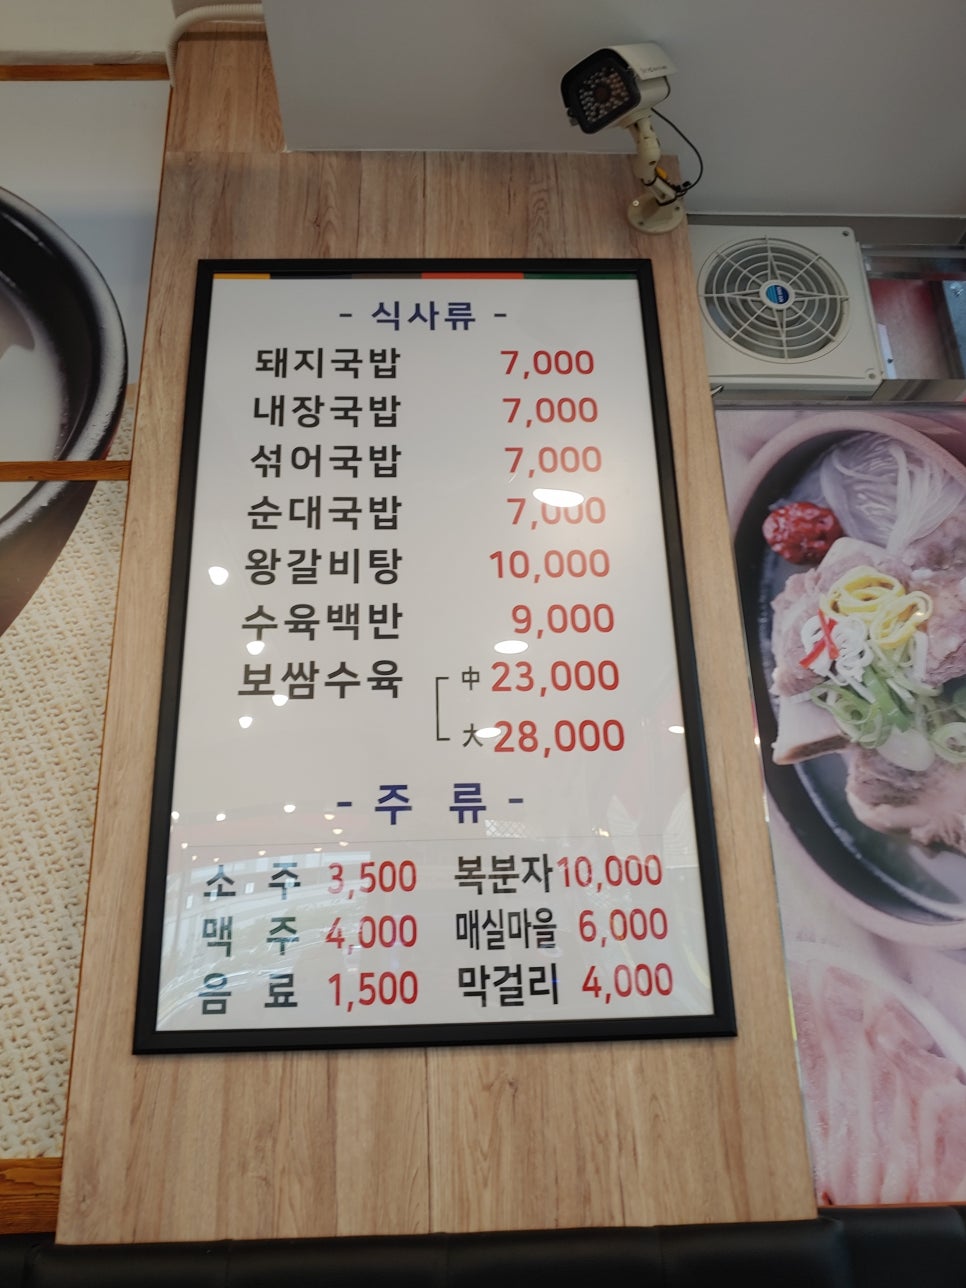 - 식사류 -
돼지국밥 7,000
내장국밥 7,000
섞어국밥 7,000
순대국밥 7,000
왕갈비탕 10,000
수육백반 9,000
보쌈수육 中 23,000
大 28,000
- 주 류 -
소 주 3,500 복분자 10,000
맥 주 4,000 매실마을 6,000
음 료 1,500 막걸리 4,000